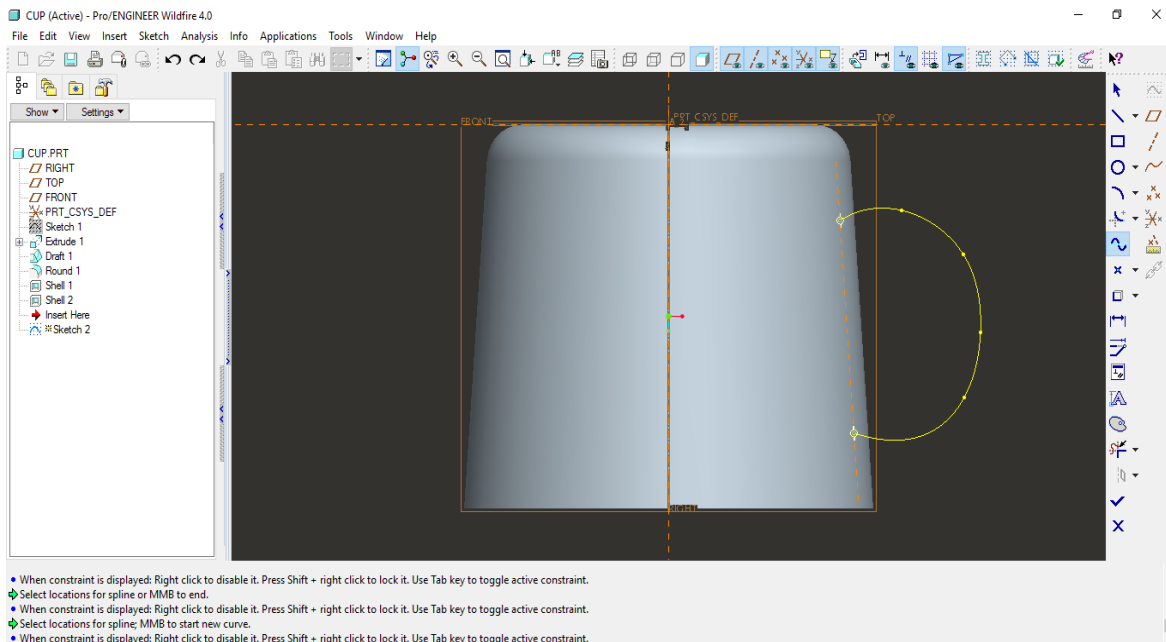 CUP (Active) - Pro/ENGINEER Wildfire 4.0
File Edit View Insert Sketch Analysis Info Applications Tools Window Help
Show Settings
CUP.PRT
RIGHT
TOP
FRONT
PRT_CSYS_DEF
Sketch 1
Extrude 1
Draft 1
Round 1
Shell 1
Shell 2
Insert Here
Sketch 2
FRONT PRT_CSYS_DEF TOP
RIGHT
• When constraint is displayed: Right click to disable it. Press Shift + right click to lock it. Use Tab key to toggle active constraint.
Select locations for spline or MMB to end.
• When constraint is displayed: Right click to disable it. Press Shift + right click to lock it. Use Tab key to toggle active constraint.
Select locations for spline; MMB to start new curve.
• When constraint is displayed: Right click to disable it. Press Shift + right click to lock it. Use Tab key to toggle active constraint.